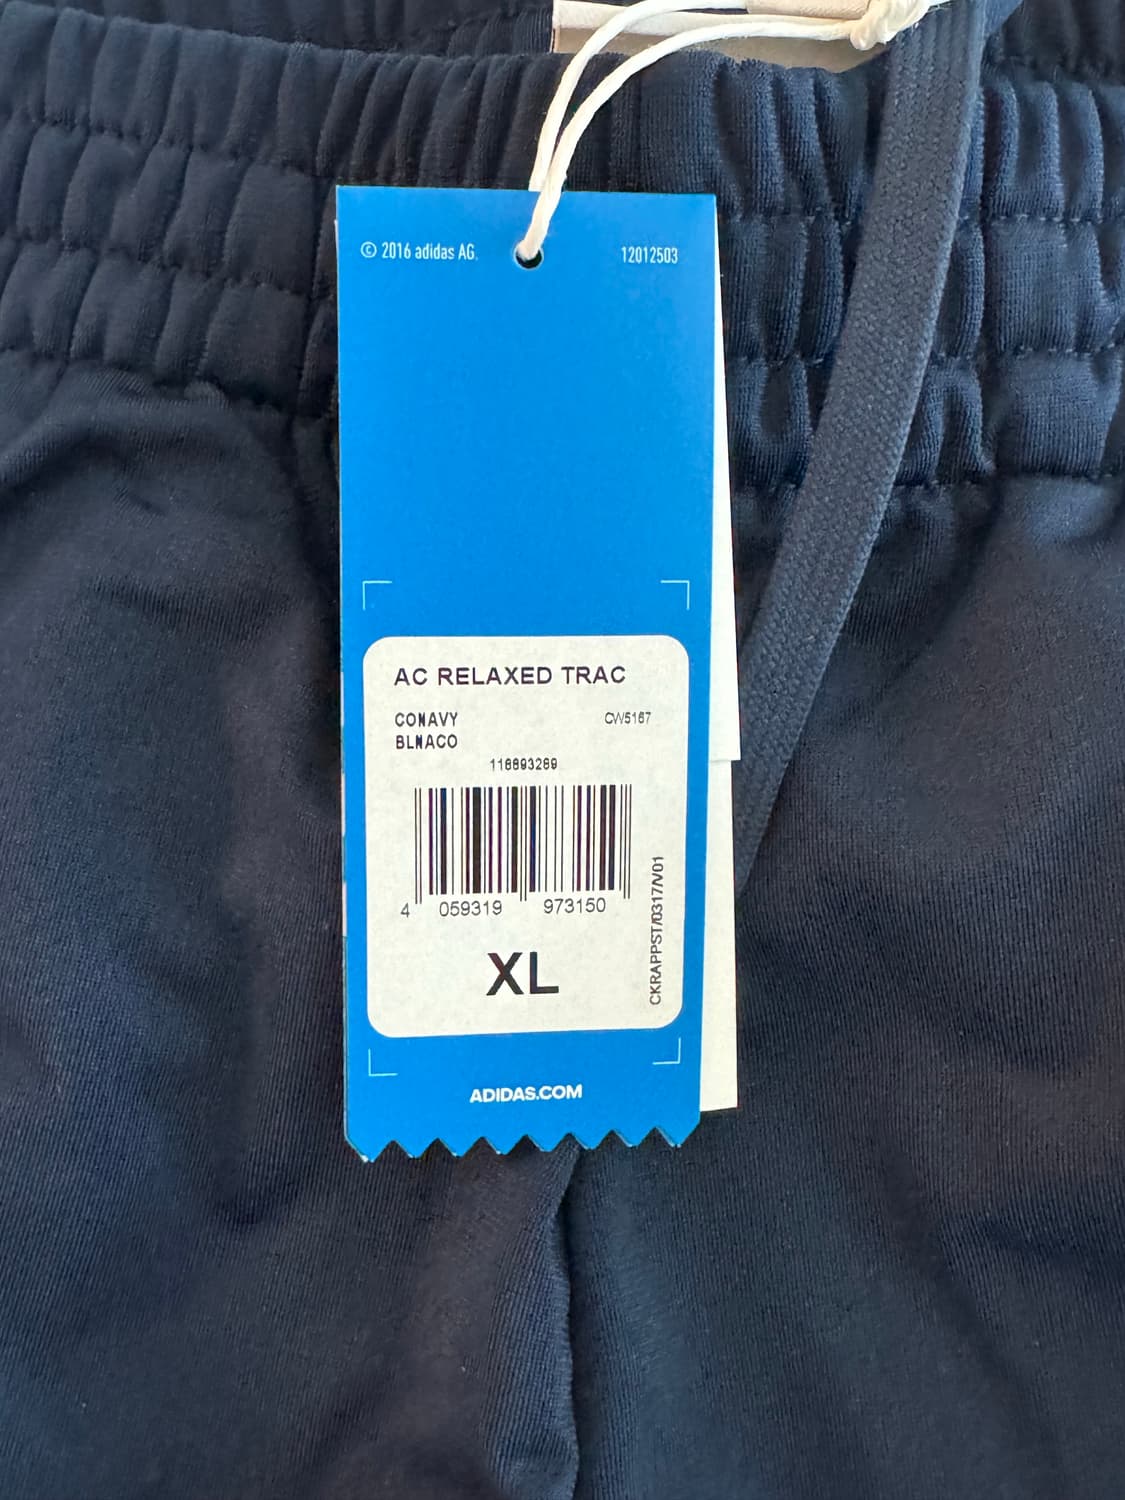 © 2016 adidas AG.
12012503
AC RELAXED TRAC
CONAVY
CW5167
BLNACO
116893269
4 059319 973150
XL
CKRAPPST/0317/V01
ADIDAS.COM